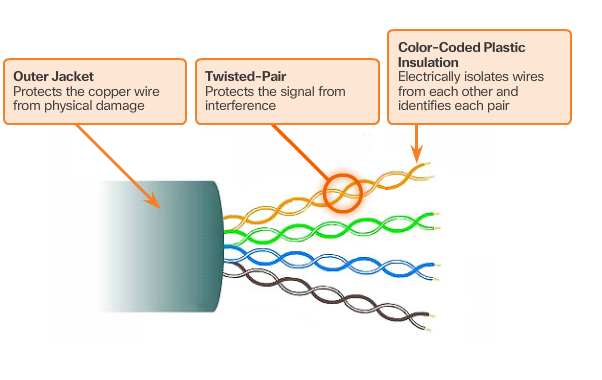 Outer Jacket
Protects the copper wire
from physical damage
Twisted-Pair
Protects the signal from
interference
Color-Coded Plastic
Insulation
Electrically isolates wires
from each other and
identifies each pair